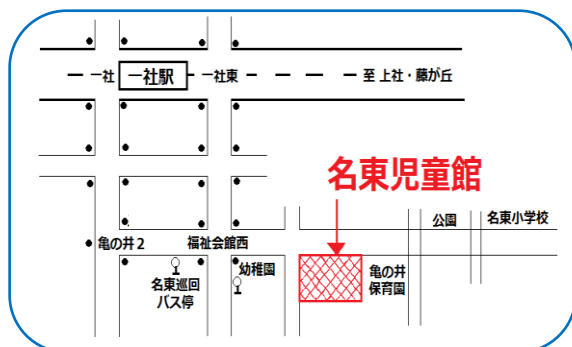 一社
一社駅
一社東
至 上社・藤が丘
名東児童館
公園
名東小学校
亀の井2
福祉会館西
名東巡回
バス停
幼稚園
亀の井
保育園